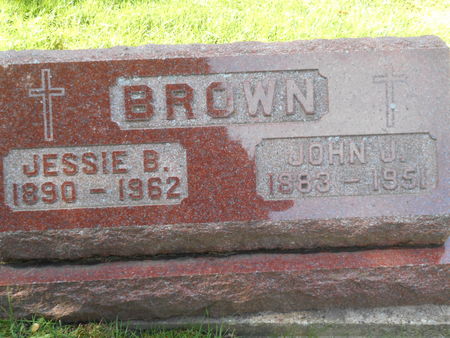 BROWN
JESSIE B.
1890 - 1962
JOHN J.
1883 - 1951